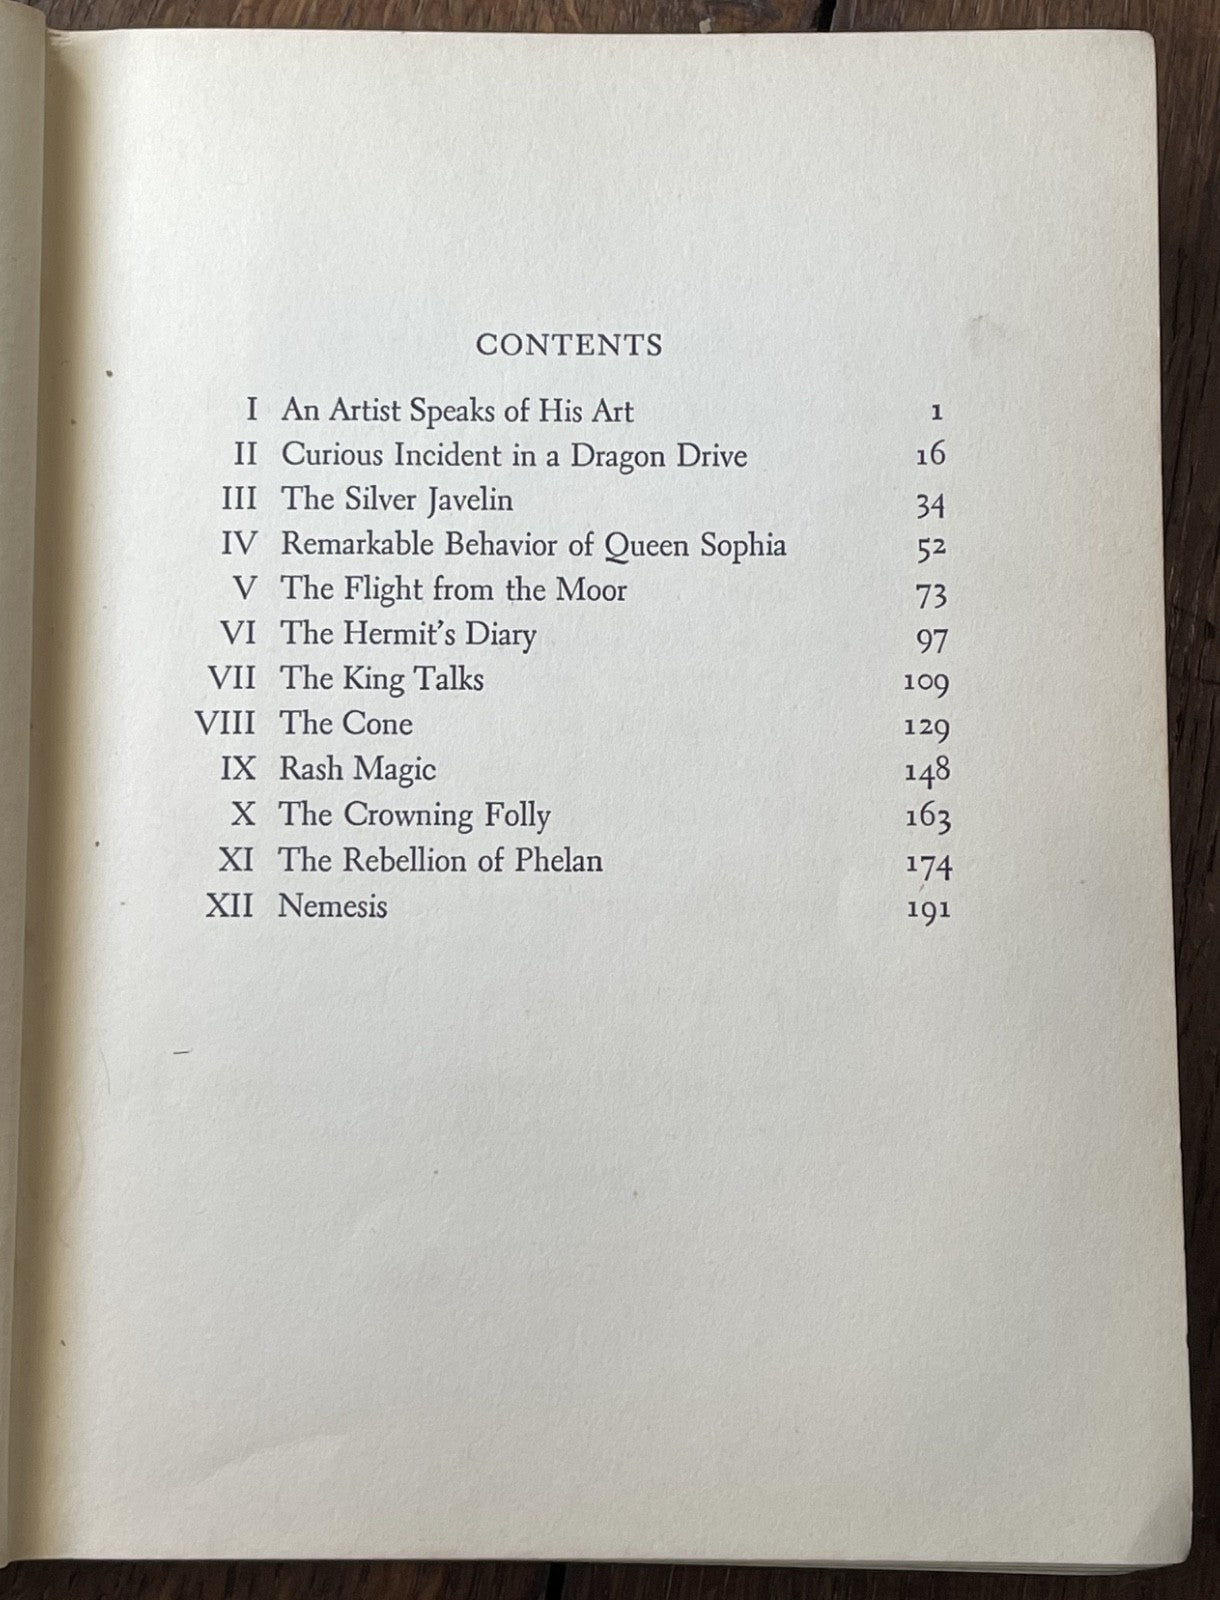 CONTENTS
I An Artist Speaks of His Art 1
II Curious Incident in a Dragon Drive 16
III The Silver Javelin 34
IV Remarkable Behavior of Queen Sophia 52
V The Flight from the Moor 73
VI The Hermit's Diary 97
VII The King Talks 109
VIII The Cone 129
IX Rash Magic 148
X The Crowning Folly 163
XI The Rebellion of Phelan 174
XII Nemesis 191